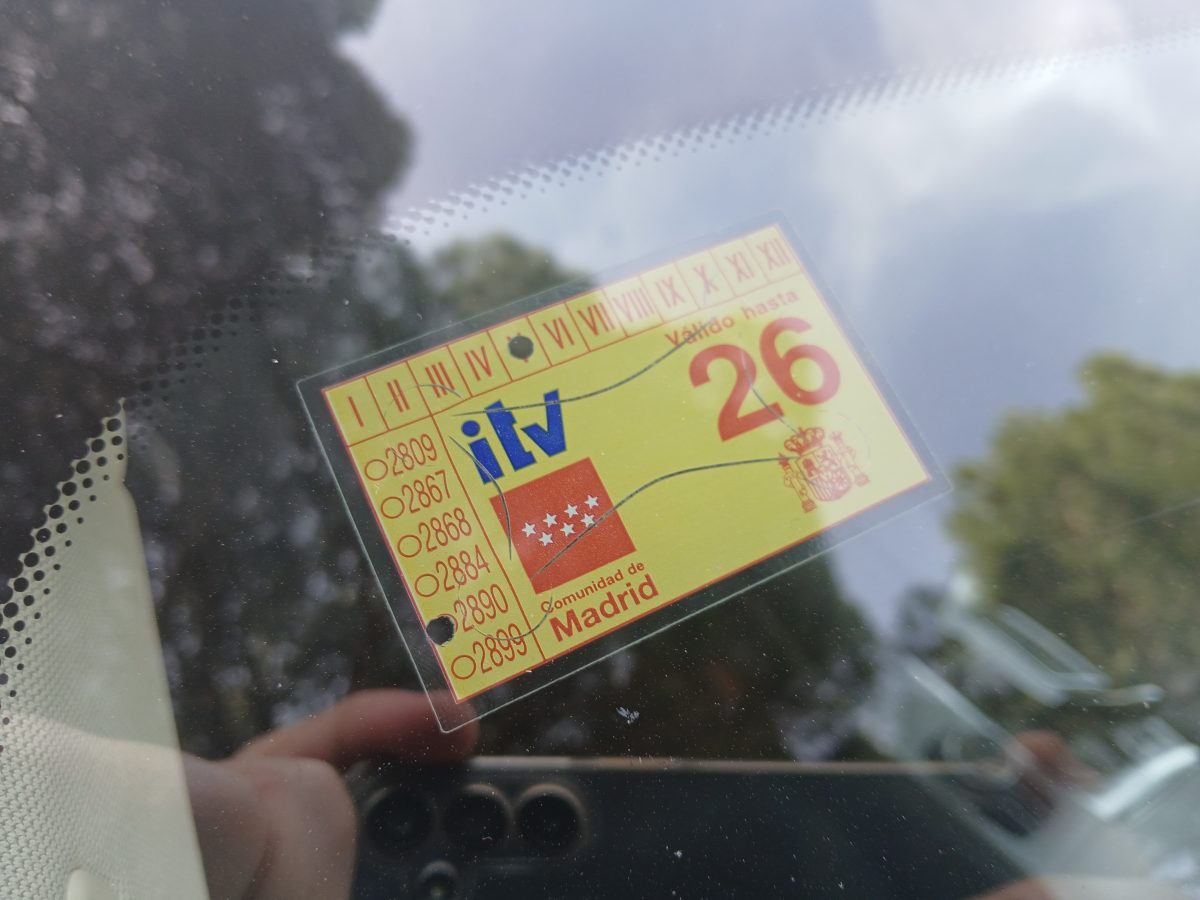 I II III IV VI VII VIII IX X XI XII
Válido hasta
26
itv
2809
2867
2868
2884
2890
2899
Comunidad de
Madrid